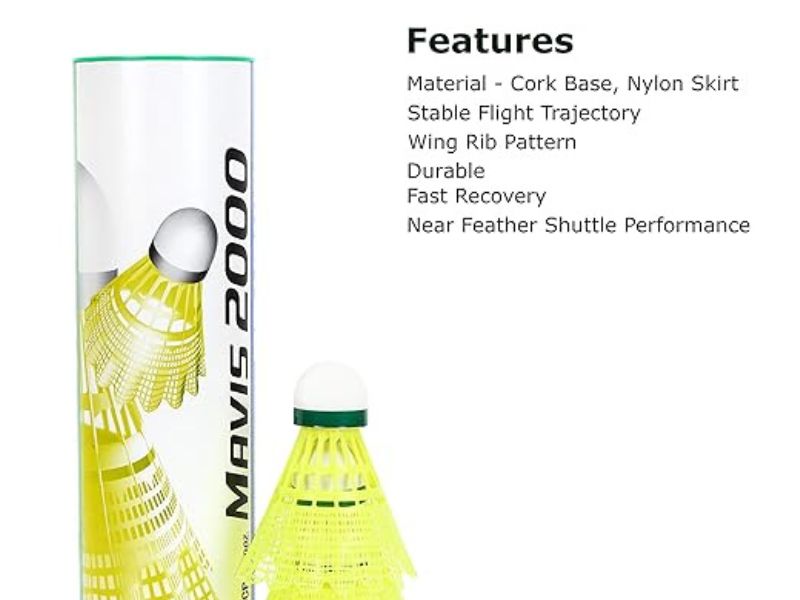 Features
Material - Cork Base, Nylon Skirt
Stable Flight Trajectory
Wing Rib Pattern
Durable
Fast Recovery
Near Feather Shuttle Performance
MAVIS 2000